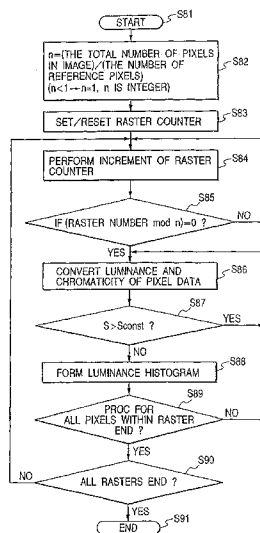 START
S81
n=(THE TOTAL NUMBER OF PIXELS
IN IMAGE)/(THE NUMBER OF
REFERENCE PIXELS)
(n<1→n=1, n IS INTEGER)
S82
SET/RESET RASTER COUNTER
S83
PERFORM INCREMENT OF RASTER
COUNTER
S84
IF(RASTER NUMBER mod n)=0 ?
S85
NO
YES
CONVERT LUMINANCE AND
CHROMATICITY OF PIXEL DATA
S86
S>Sconst ?
S87
YES
NO
FORM LUMINANCE HISTOGRAM
S88
PROC FOR
ALL PIXELS WITHIN RASTER
END ?
S89
NO
YES
ALL RASTERS END ?
S90
NO
YES
END
S91